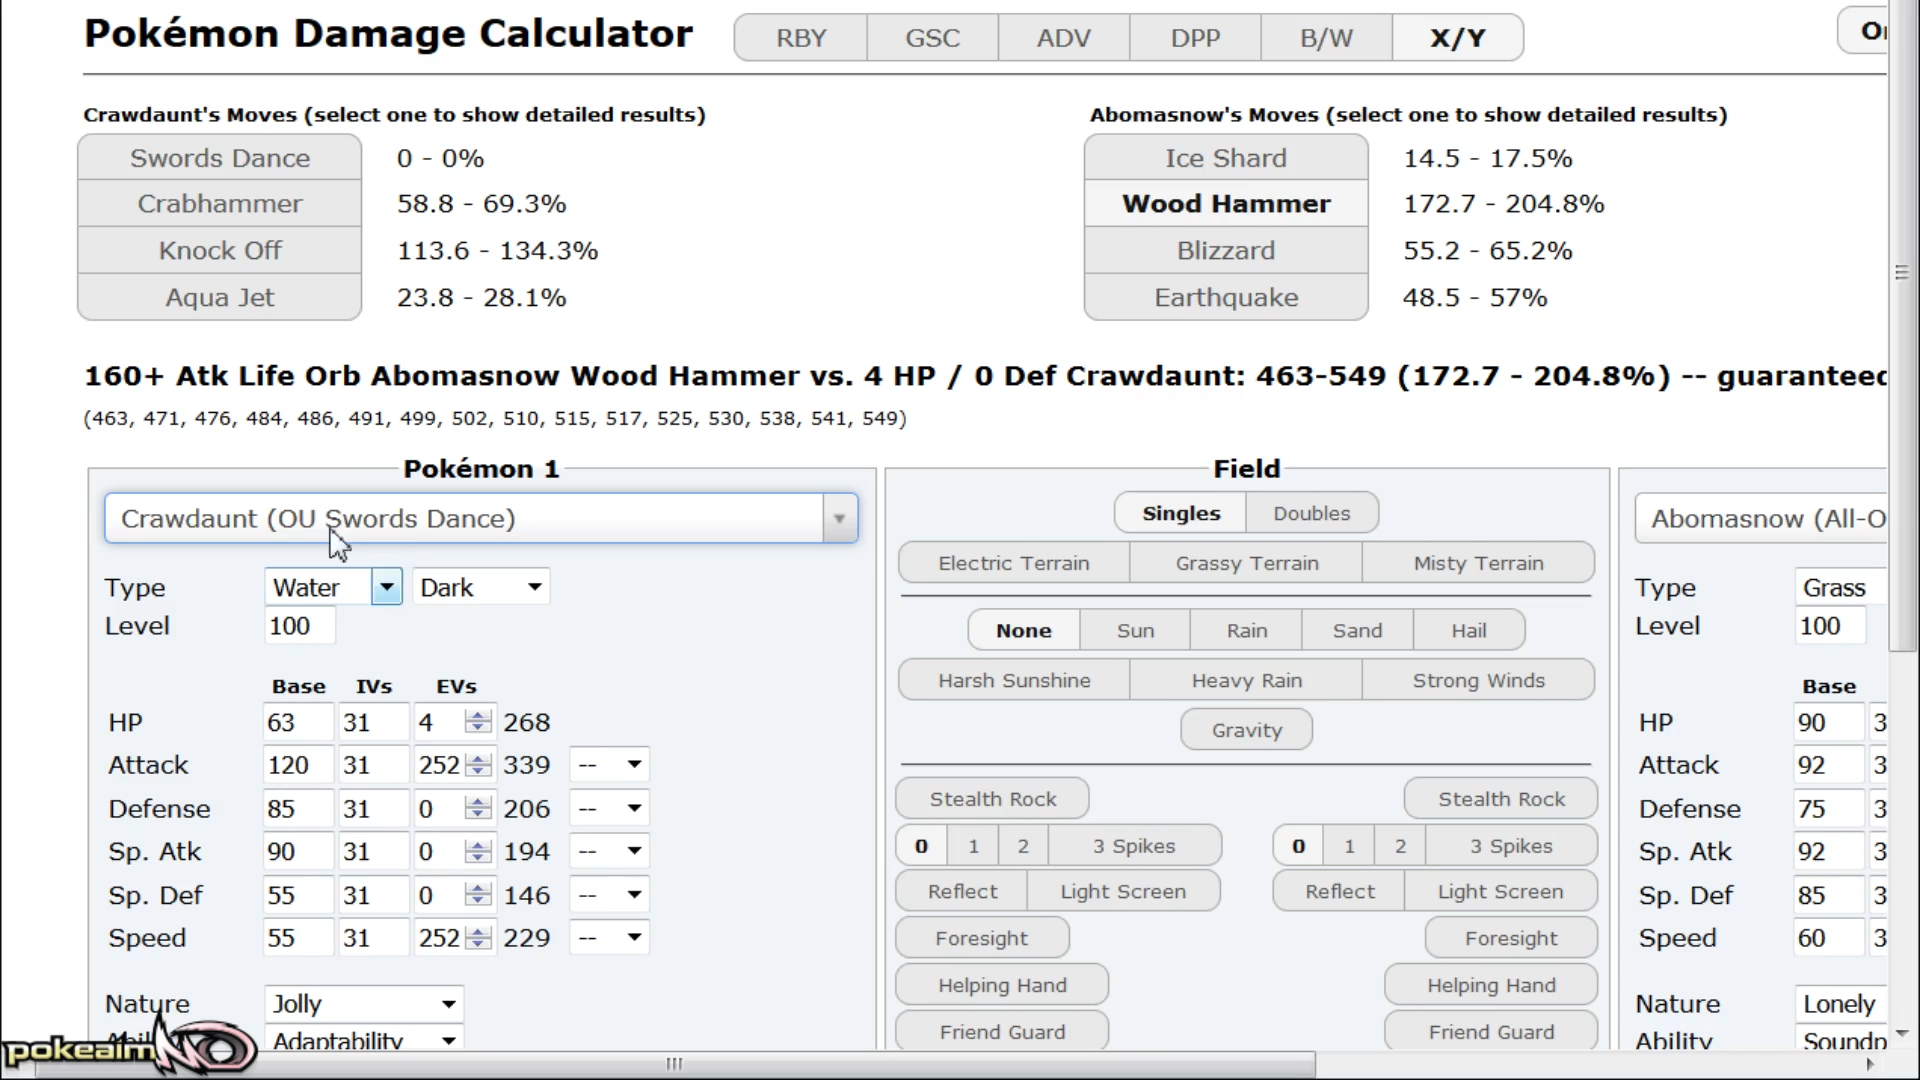 Pokémon Damage Calculator
RBY GSC ADV DPP B/W X/Y
Crawdaunt's Moves (select one to show detailed results)
Swords Dance 0 - 0%
Crabhammer 58.8 - 69.3%
Knock Off 113.6 - 134.3%
Aqua Jet 23.8 - 28.1%
Abomasnow's Moves (select one to show detailed results)
Ice Shard 14.5 - 17.5%
Wood Hammer 172.7 - 204.8%
Blizzard 55.2 - 65.2%
Earthquake 48.5 - 57%
160+ Atk Life Orb Abomasnow Wood Hammer vs. 4 HP / 0 Def Crawdaunt: 463-549 (172.7 - 204.8%) -- guaranteed
(463, 471, 476, 484, 486, 491, 499, 502, 510, 515, 517, 525, 530, 538, 541, 549)
Pokémon 1
Crawdaunt (OU Swords Dance)
Type Water Dark
Level 100
Base IVs EVs
HP 63 31 4 268
Attack 120 31 252 339 --
Defense 85 31 0 206 --
Sp. Atk 90 31 0 194 --
Sp. Def 55 31 0 146 --
Speed 55 31 252 229 --
Nature Jolly
Adaptability
Field
Singles Doubles
Electric Terrain Grassy Terrain Misty Terrain
None Sun Rain Sand Hail
Harsh Sunshine Heavy Rain Strong Winds
Gravity
Stealth Rock Stealth Rock
0 1 2 3 Spikes 0 1 2 3 Spikes
Reflect Light Screen Reflect Light Screen
Foresight Foresight
Helping Hand Helping Hand
Friend Guard Friend Guard
Abomasnow (All-O
Type Grass
Level 100
Base
HP 90 3
Attack 92 3
Defense 75 3
Sp. Atk 92 3
Sp. Def 85 3
Speed 60 3
Nature Lonely
Ability Soundp
pokeaimMD